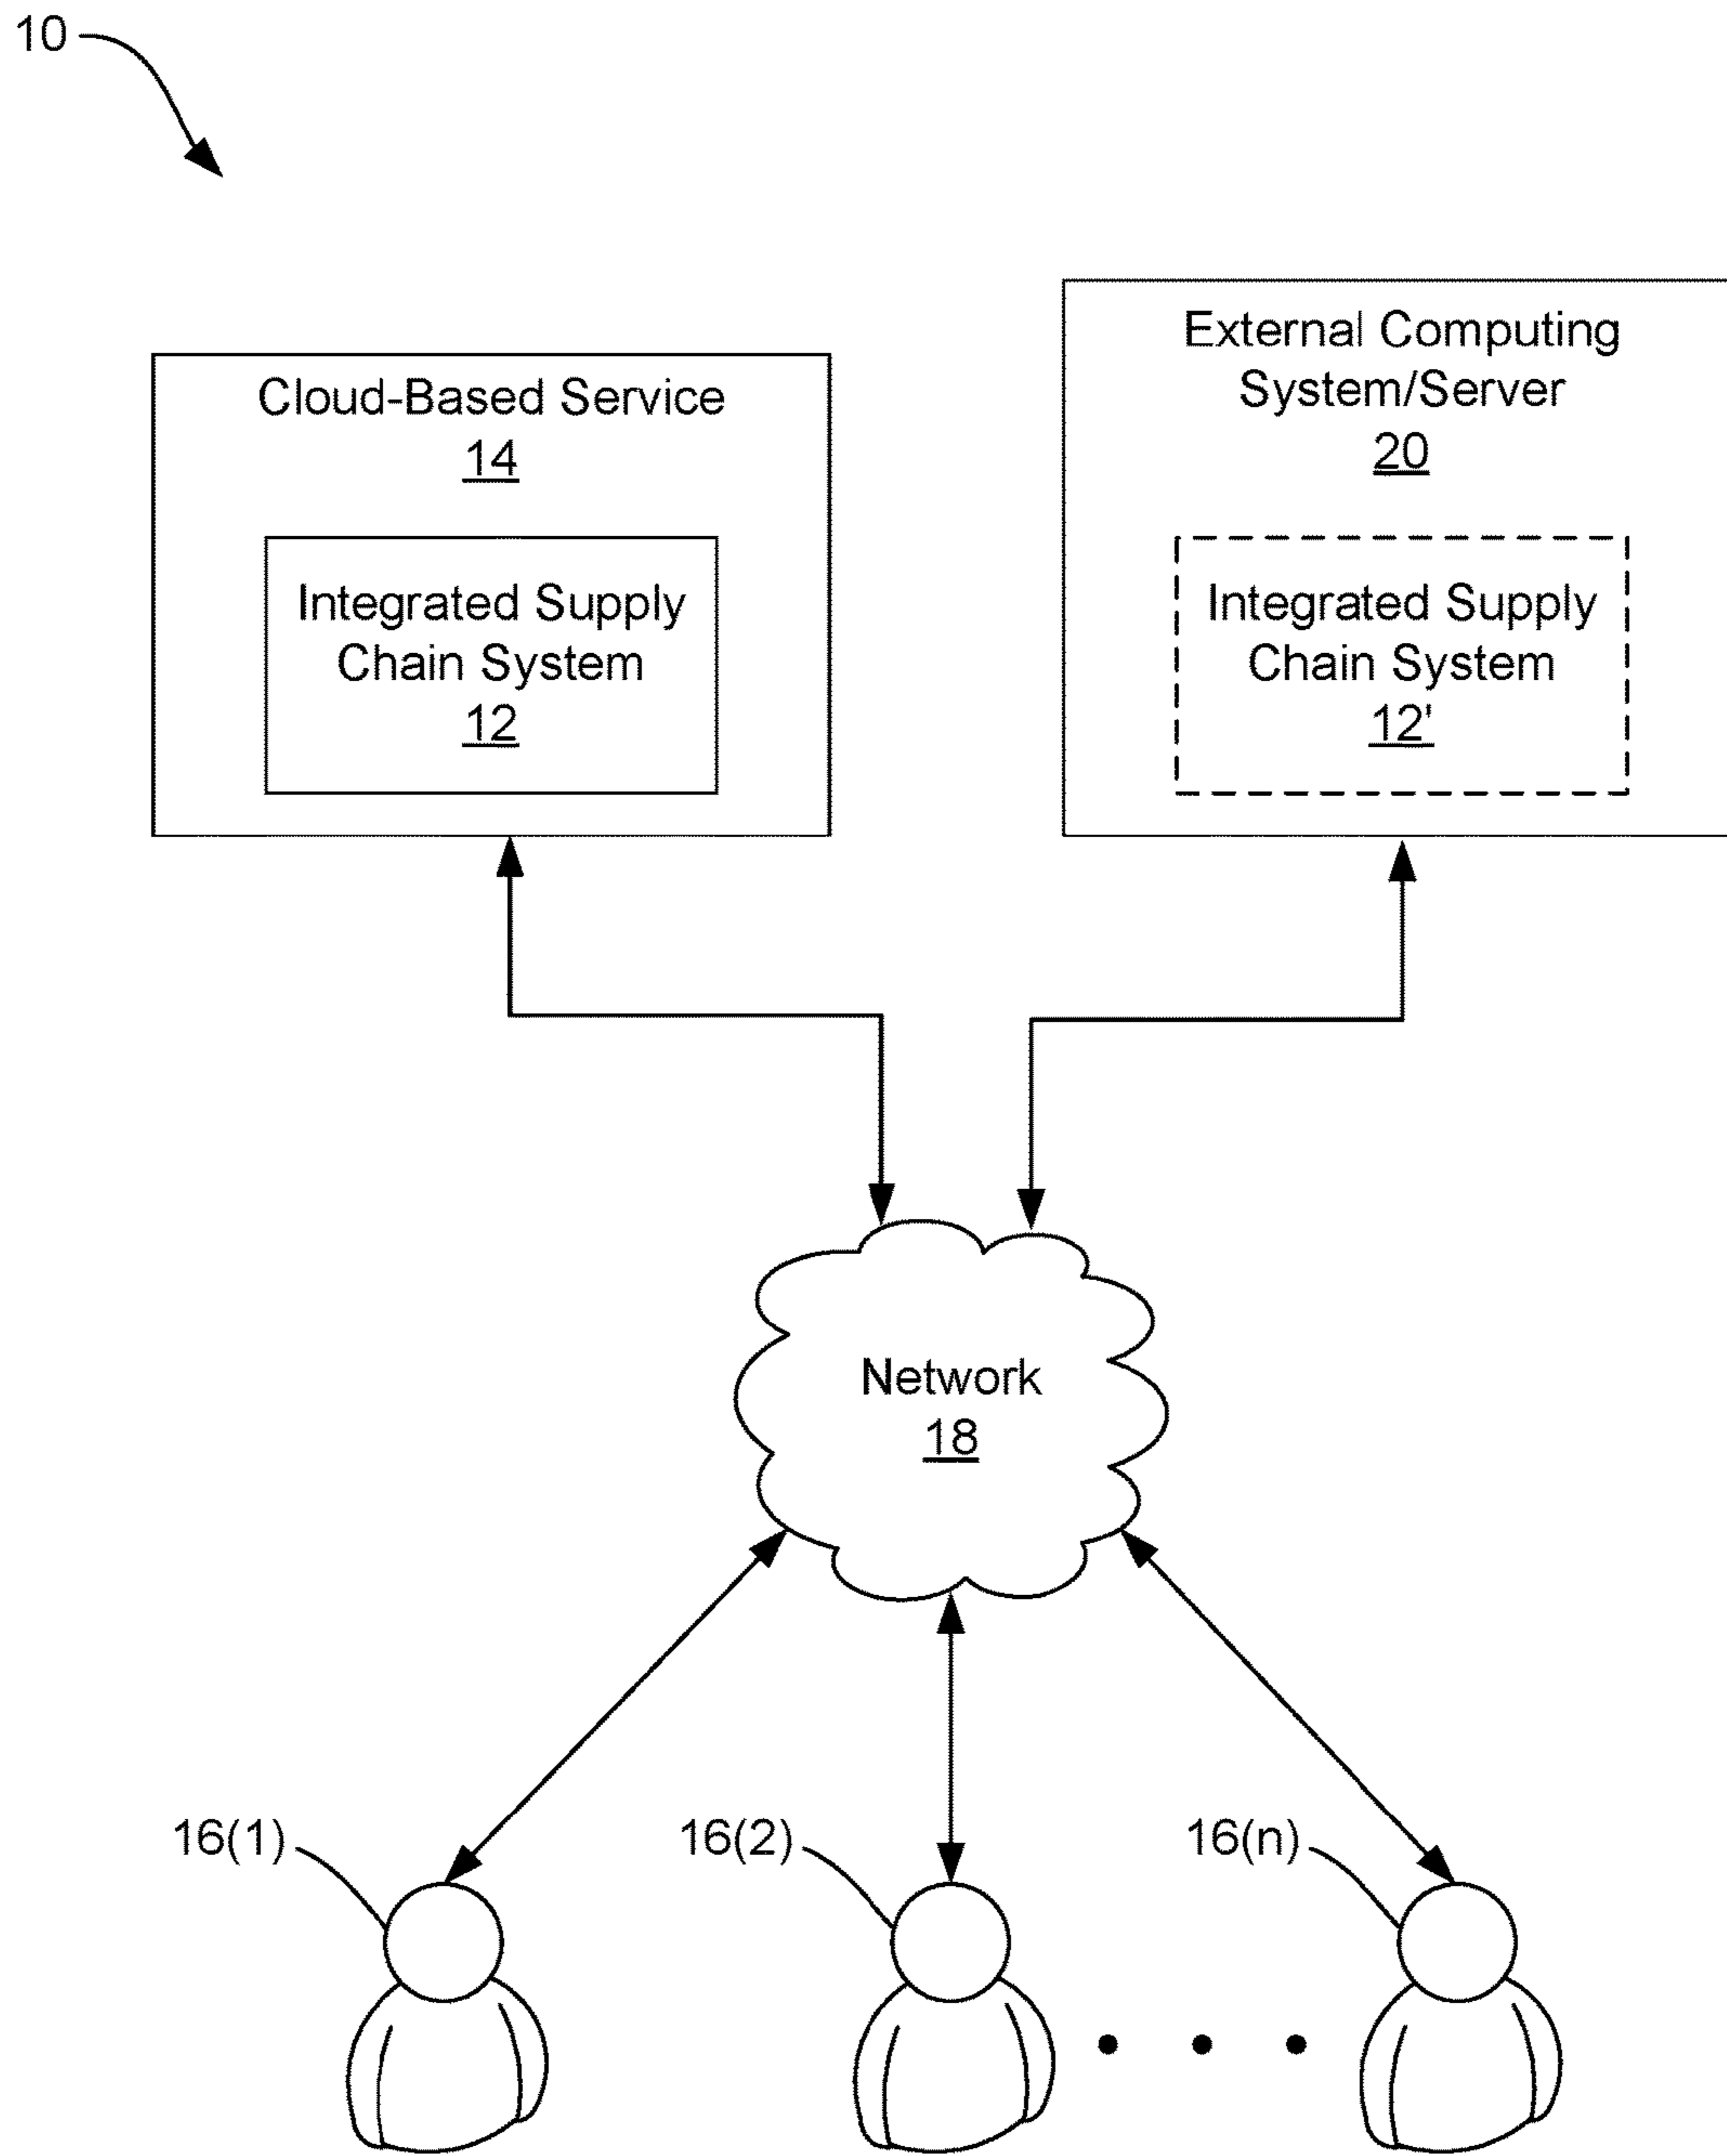 10
Cloud-Based Service
14
Integrated Supply
Chain System
12
External Computing
System/Server
20
Integrated Supply
Chain System
12'
Network
18
16(1)
16(2)
16(n)